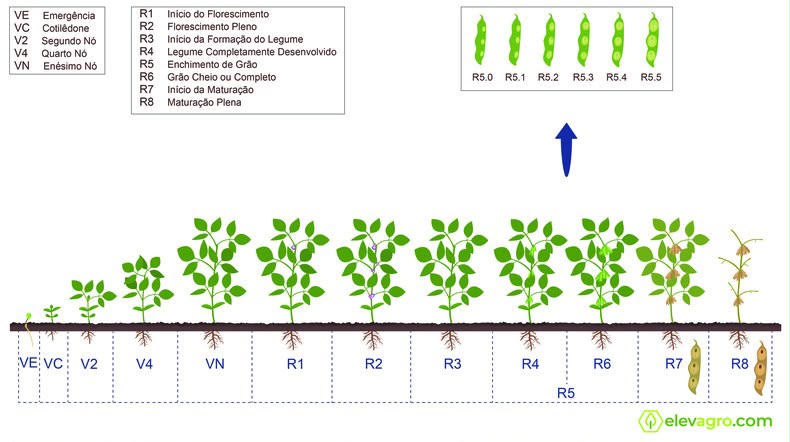 VE Emergência
VC Cotilêdone
V2 Segundo Nó
V4 Quarto Nó
VN Enésimo Nó
R1 Início do Florescimento
R2 Florescimento Pleno
R3 Início da Formação do Legume
R4 Legume Completamente Desenvolvido
R5 Enchimento de Grão
R6 Grão Cheio ou Completo
R7 Início da Maturação
R8 Maturação Plena
R5.0 R5.1 R5.2 R5.3 R5.4 R5.5
VE VC V2 V4 VN R1 R2 R3 R4 R6 R7 R8
R5
elevagro.com